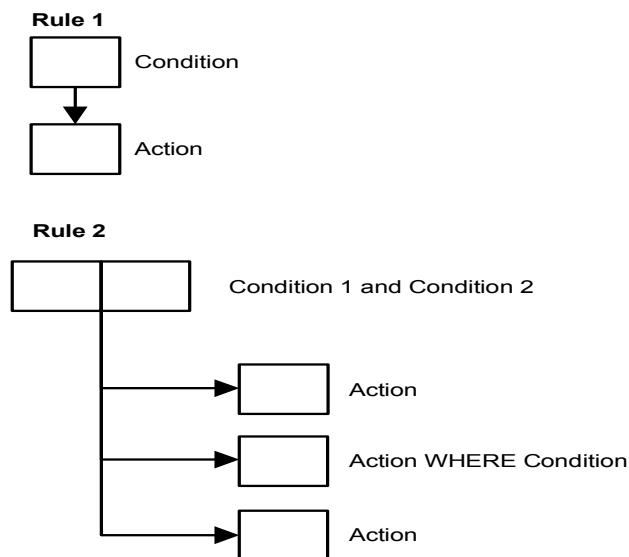 Rule 1
Condition
Action
Rule 2
Condition 1 and Condition 2
Action
Action WHERE Condition
Action